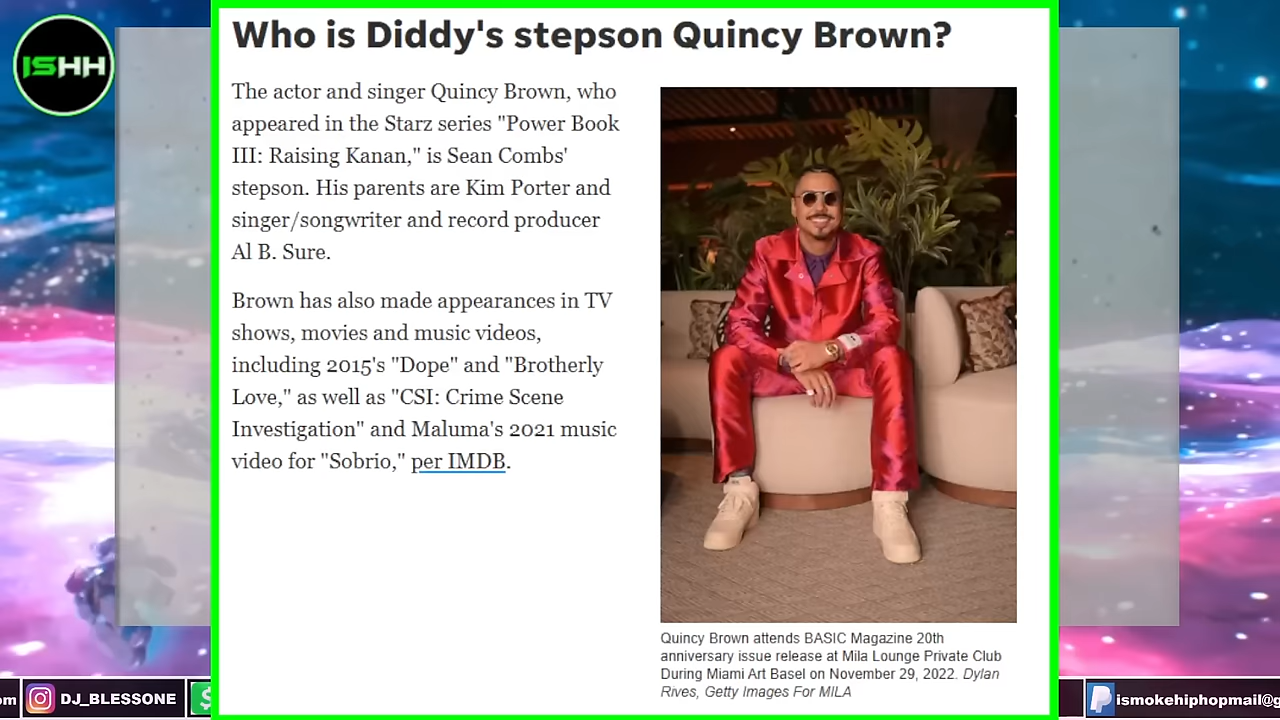 ISHH
Who is Diddy's stepson Quincy Brown?
The actor and singer Quincy Brown, who
appeared in the Starz series "Power Book
III: Raising Kanan," is Sean Combs'
stepson. His parents are Kim Porter and
singer/songwriter and record producer
Al B. Sure.
Brown has also made appearances in TV
shows, movies and music videos,
including 2015's "Dope" and "Brotherly
Love," as well as "CSI: Crime Scene
Investigation" and Maluma's 2021 music
video for "Sobrio," per IMDB.
Quincy Brown attends BASIC Magazine 20th
anniversary issue release at Mila Lounge Private Club
During Miami Art Basel on November 29, 2022. Dylan
Rives, Getty Images For MILA
om DJ_BLESSONE $ ismokehiphopmail@g